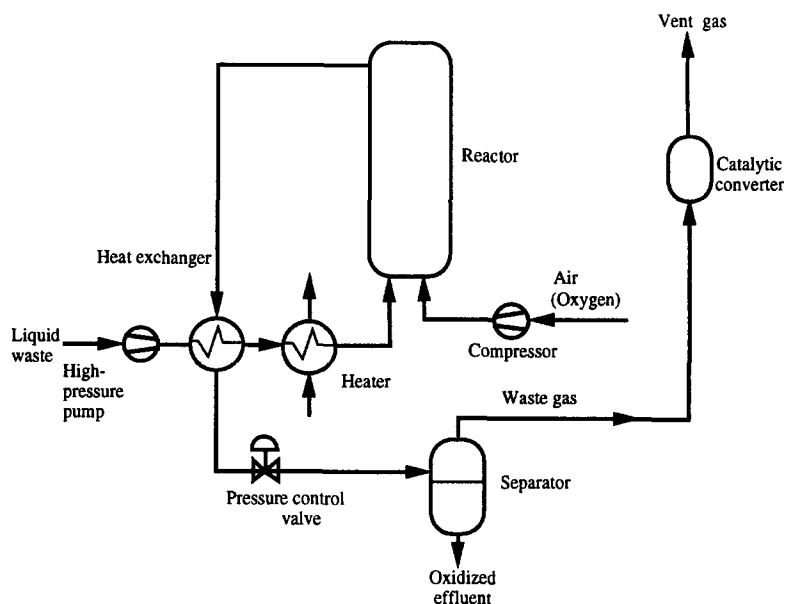 Vent gas
Reactor
Catalytic
converter
Heat exchanger
Air
(Oxygen)
Liquid
waste
High-
pressure
pump
Heater
Compressor
Waste gas
Pressure control
valve
Separator
Oxidized
effluent